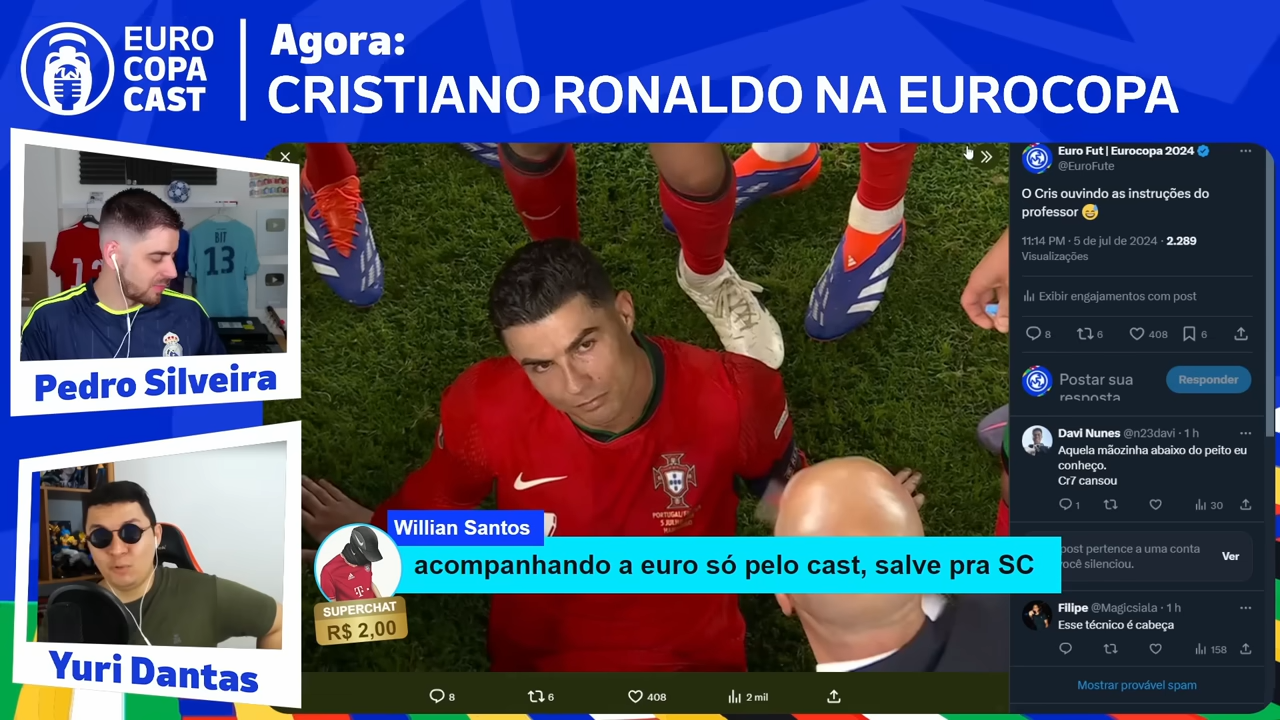 EURO
COPA
CAST
Agora:
CRISTIANO RONALDO NA EUROCOPA
BIT
13
Pedro Silveira
Yuri Dantas
PORTUGAL
Willian Santos
acompanhando a euro só pelo cast, salve pra SC
SUPERCHAT
R$ 2,00
8
6
408
2 mil
Euro Fut | Eurocopa 2024
@EuroFute
O Cris ouvindo as instruções do
professor 😅
11:14 PM · 5 de jul de 2024 · 2.289
Visualizações
Exibir engajamentos com post
8
6
408
6
Postar sua
resposta
Responder
Davi Nunes @n23davi · 1 h
Aquela mãozinha abaixo do peito eu
conheço.
Cr7 cansou
1
30
post pertence a uma conta
você silenciou.
Ver
Filipe @Magicsiala · 1 h
Esse técnico é cabeça
158
Mostrar provável spam